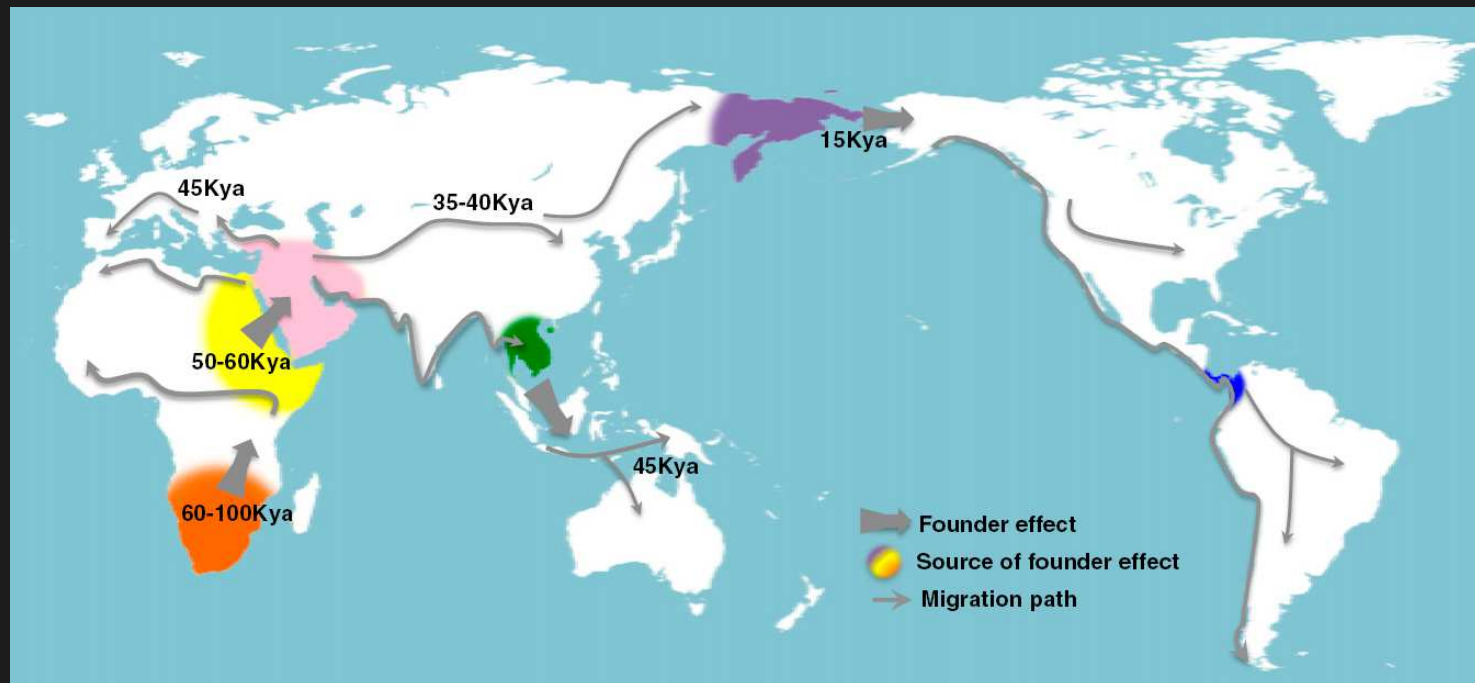 15Kya
45Kya
35-40Kya
50-60Kya
45Kya
60-100Kya
Founder effect
Source of founder effect
Migration path